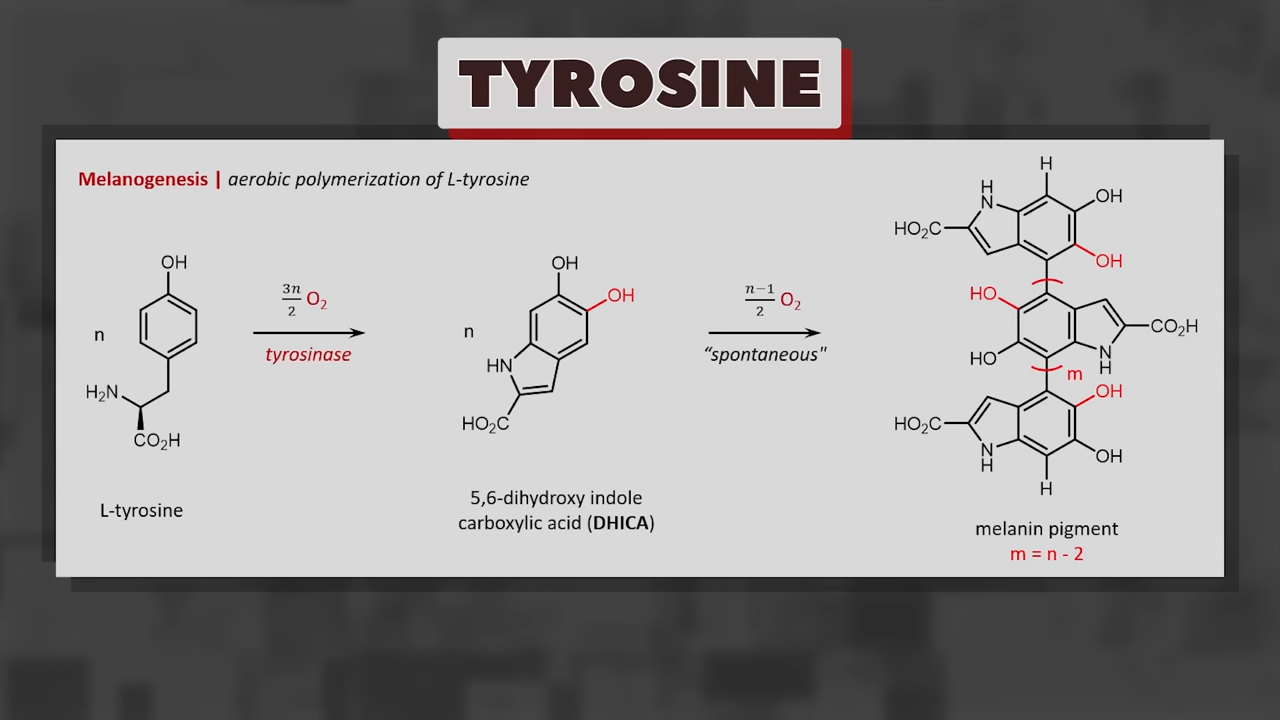 TYROSINE
Melanogenesis | aerobic polymerization of L-tyrosine
OH
n
H₂N
CO₂H
L-tyrosine
3n
2
O₂
tyrosinase
OH
OH
n
HN
HO₂C
5,6-dihydroxy indole
carboxylic acid (DHICA)
n−1
2
O₂
“spontaneous"
H
H
N
OH
HO₂C
OH
HO
CO₂H
HO
N
H
m
OH
HO₂C
N
H
OH
H
melanin pigment
m = n - 2